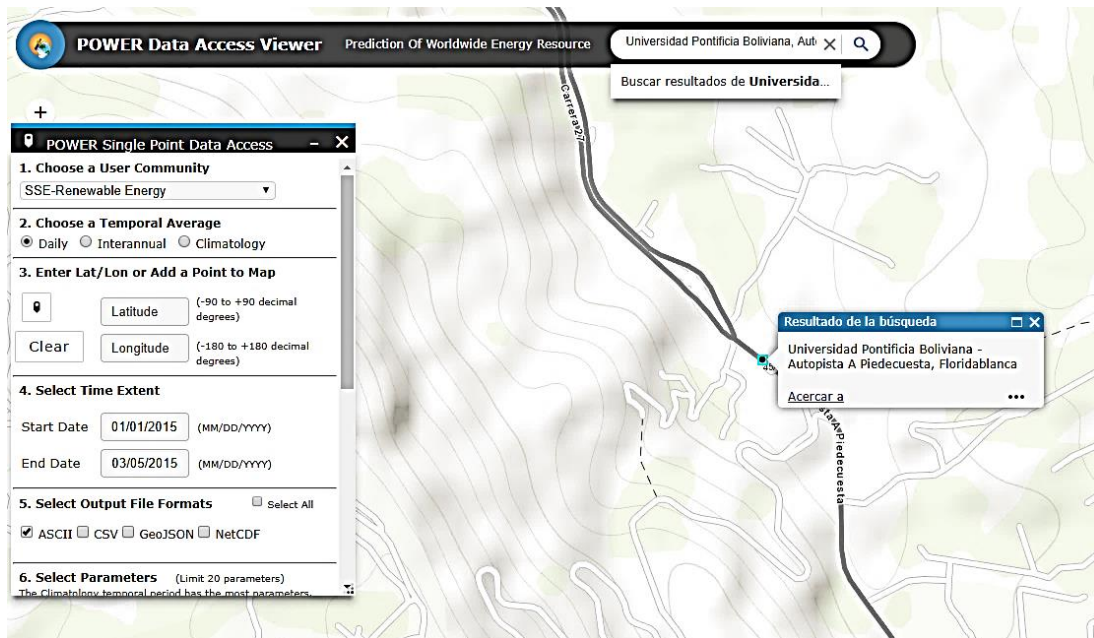 POWER Data Access Viewer
Prediction Of Worldwide Energy Resource
Universidad Pontificia Boliviana, Aut
Buscar resultados de Universida...
+
POWER Single Point Data Access
1. Choose a User Community
SSE-Renewable Energy
2. Choose a Temporal Average
Daily Interannual Climatology
3. Enter Lat/Lon or Add a Point to Map
Latitude (-90 to +90 decimal degrees)
Clear
Longitude (-180 to +180 decimal degrees)
4. Select Time Extent
Start Date 01/01/2015 (MM/DD/YYYY)
End Date 03/05/2015 (MM/DD/YYYY)
5. Select Output File Formats Select All
ASCII CSV GeoJSON NetCDF
6. Select Parameters (Limit 20 parameters)
The Climatology temporal period has the most parameters.
Carrera 27
Resultado de la búsqueda
Universidad Pontificia Boliviana -
Autopista A Piedecuesta, Floridablanca
Acercar a
A Piedecuesta